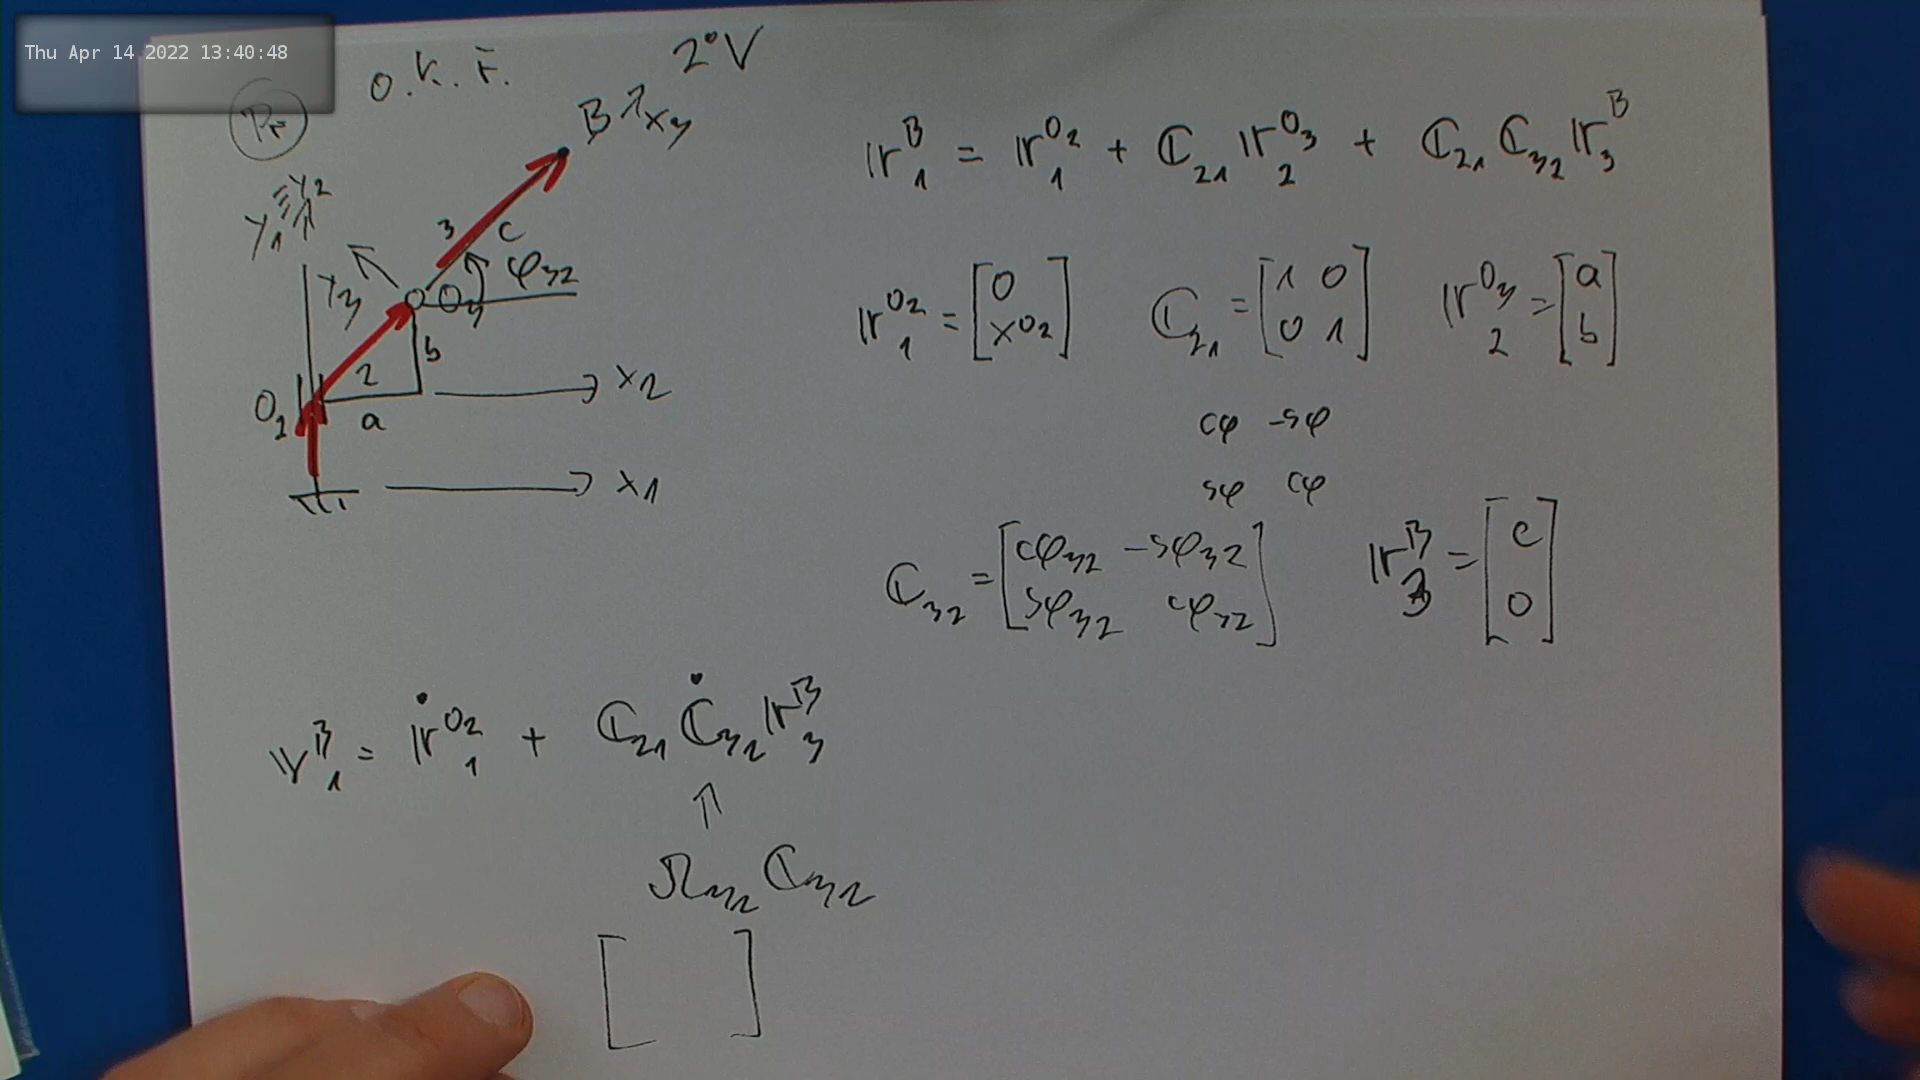 Thu Apr 14 2022 13:40:48
Př
O. K. Ř.
2°V
B λxy
y₁ ≡ y₂
y₃
3
c
φ₃₂
O₃
b
2
a
x₂
O₂
x₁
𝕣₁ᴮ = 𝕣₁ᴼ² + ℂ₂₁ 𝕣₂ᴼ³ + ℂ₂₁ ℂ₃₂ 𝕣₃ᴮ
𝕣₁ᴼ² = [0; xᴼ²] ℂ₂₁ = [1 0; 0 1] 𝕣₂ᴼ³ = [a; b]
cφ -sφ
sφ cφ
ℂ₃₂ = [cφ₃₂ -sφ₃₂; sφ₃₂ cφ₃₂] 𝕣₃ᴮ = [c; 0]
𝕧₁ᴮ = 𝕣̇₁ᴼ² + ℂ₂₁ ℂ̇₃₂ 𝕣₃ᴮ
↑
Ω₃₂ ℂ₃₂
[ ]